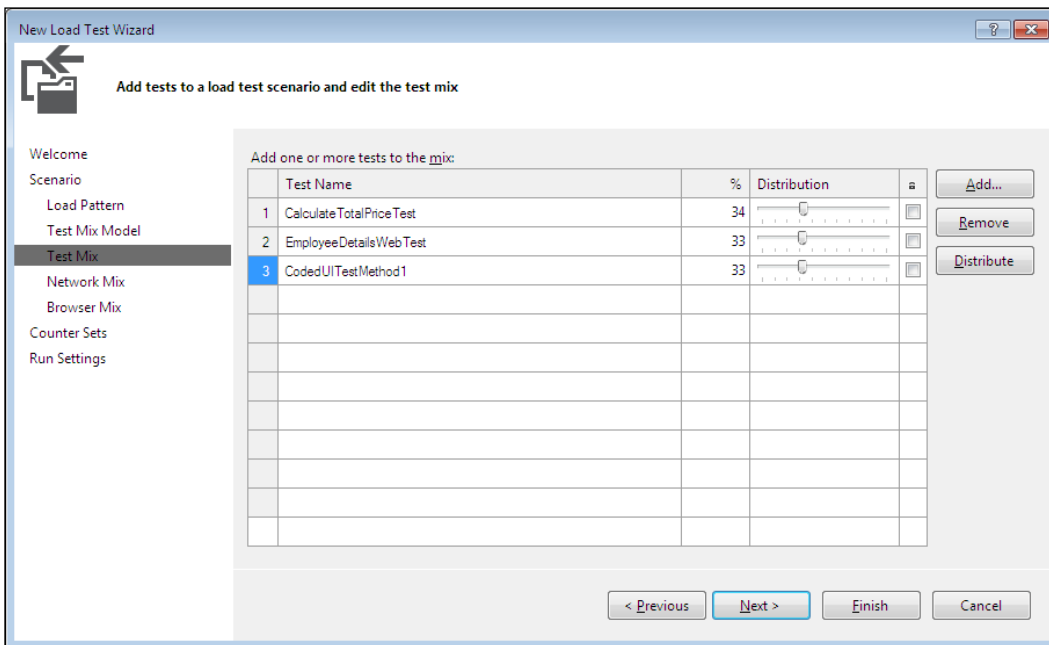 New Load Test Wizard
Add tests to a load test scenario and edit the test mix
Welcome
Scenario
Load Pattern
Test Mix Model
Test Mix
Network Mix
Browser Mix
Counter Sets
Run Settings
Add one or more tests to the mix:
Test Name % Distribution
1 CalculateTotalPriceTest 34
2 EmployeeDetailsWebTest 33
3 CodedUITestMethod1 33
Add...
Remove
Distribute
< Previous
Next >
Finish
Cancel